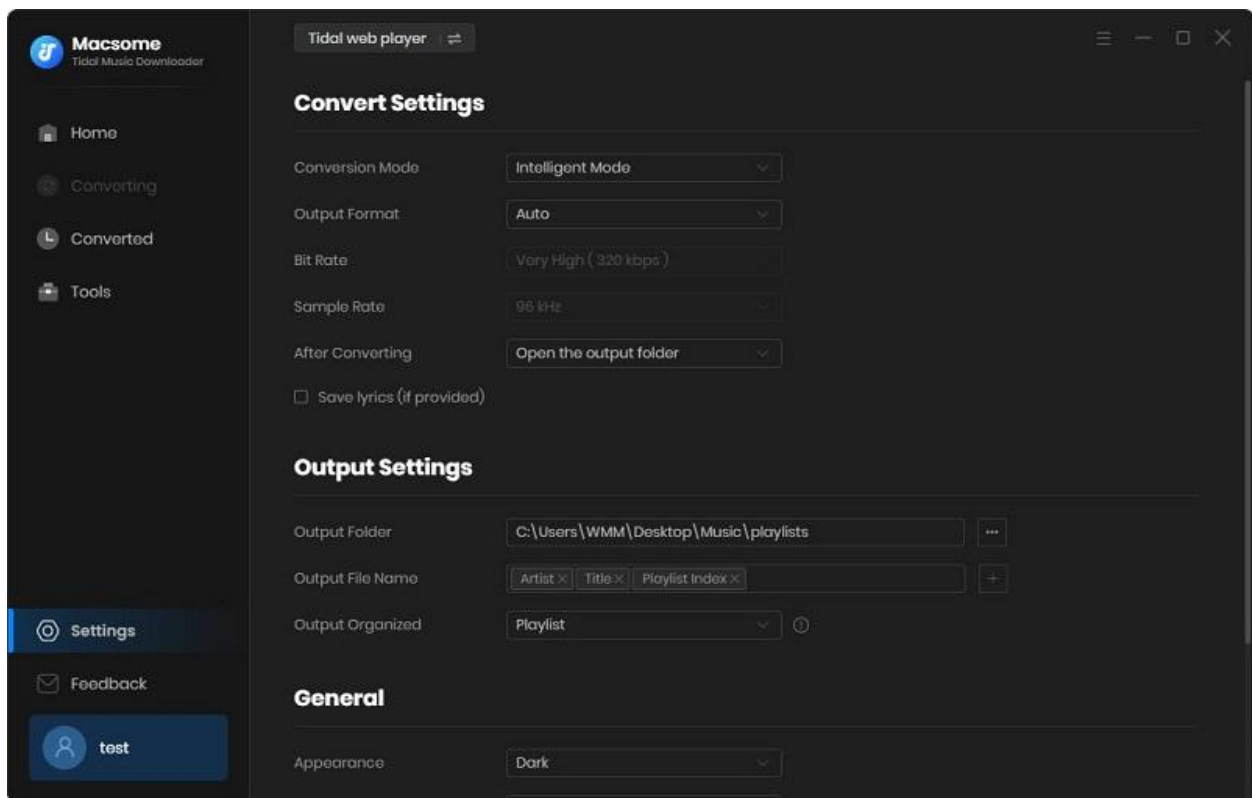 Macsome
Tidal Music Downloader
Home
Converting
Converted
Tools
Settings
Feedback
test
Tidal web player
Convert Settings
Conversion Mode Intelligent Mode
Output Format Auto
Bit Rate Very High ( 320 kbps )
Sample Rate 96 kHz
After Converting Open the output folder
Save lyrics (if provided)
Output Settings
Output Folder C:\Users\WMM\Desktop\Music\playlists ...
Output File Name Artist × Title × Playlist Index × +
Output Organized Playlist
General
Appearance Dark